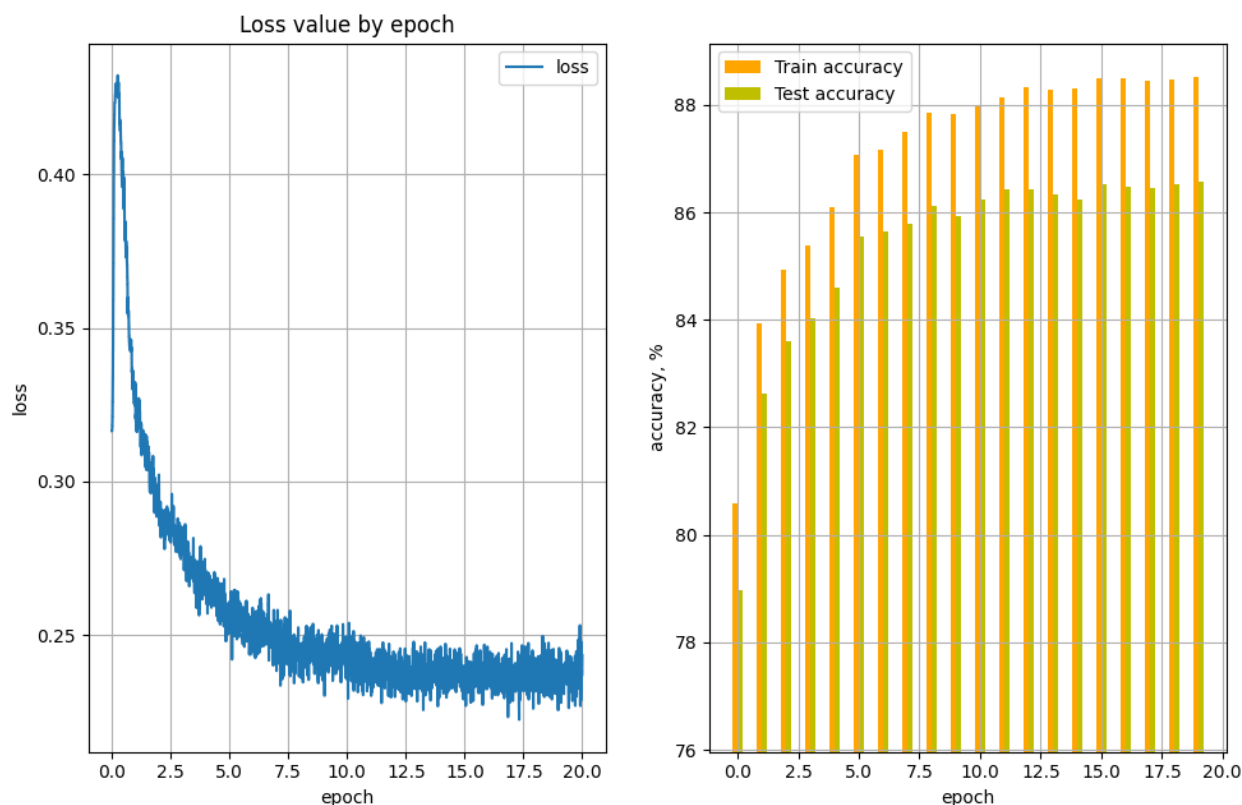 Loss value by epoch
loss
0.40
0.35
0.30
0.25
loss
0.0 2.5 5.0 7.5 10.0 12.5 15.0 17.5 20.0
epoch
Train accuracy
Test accuracy
88
86
84
82
80
78
76
accuracy, %
0.0 2.5 5.0 7.5 10.0 12.5 15.0 17.5 20.0
epoch